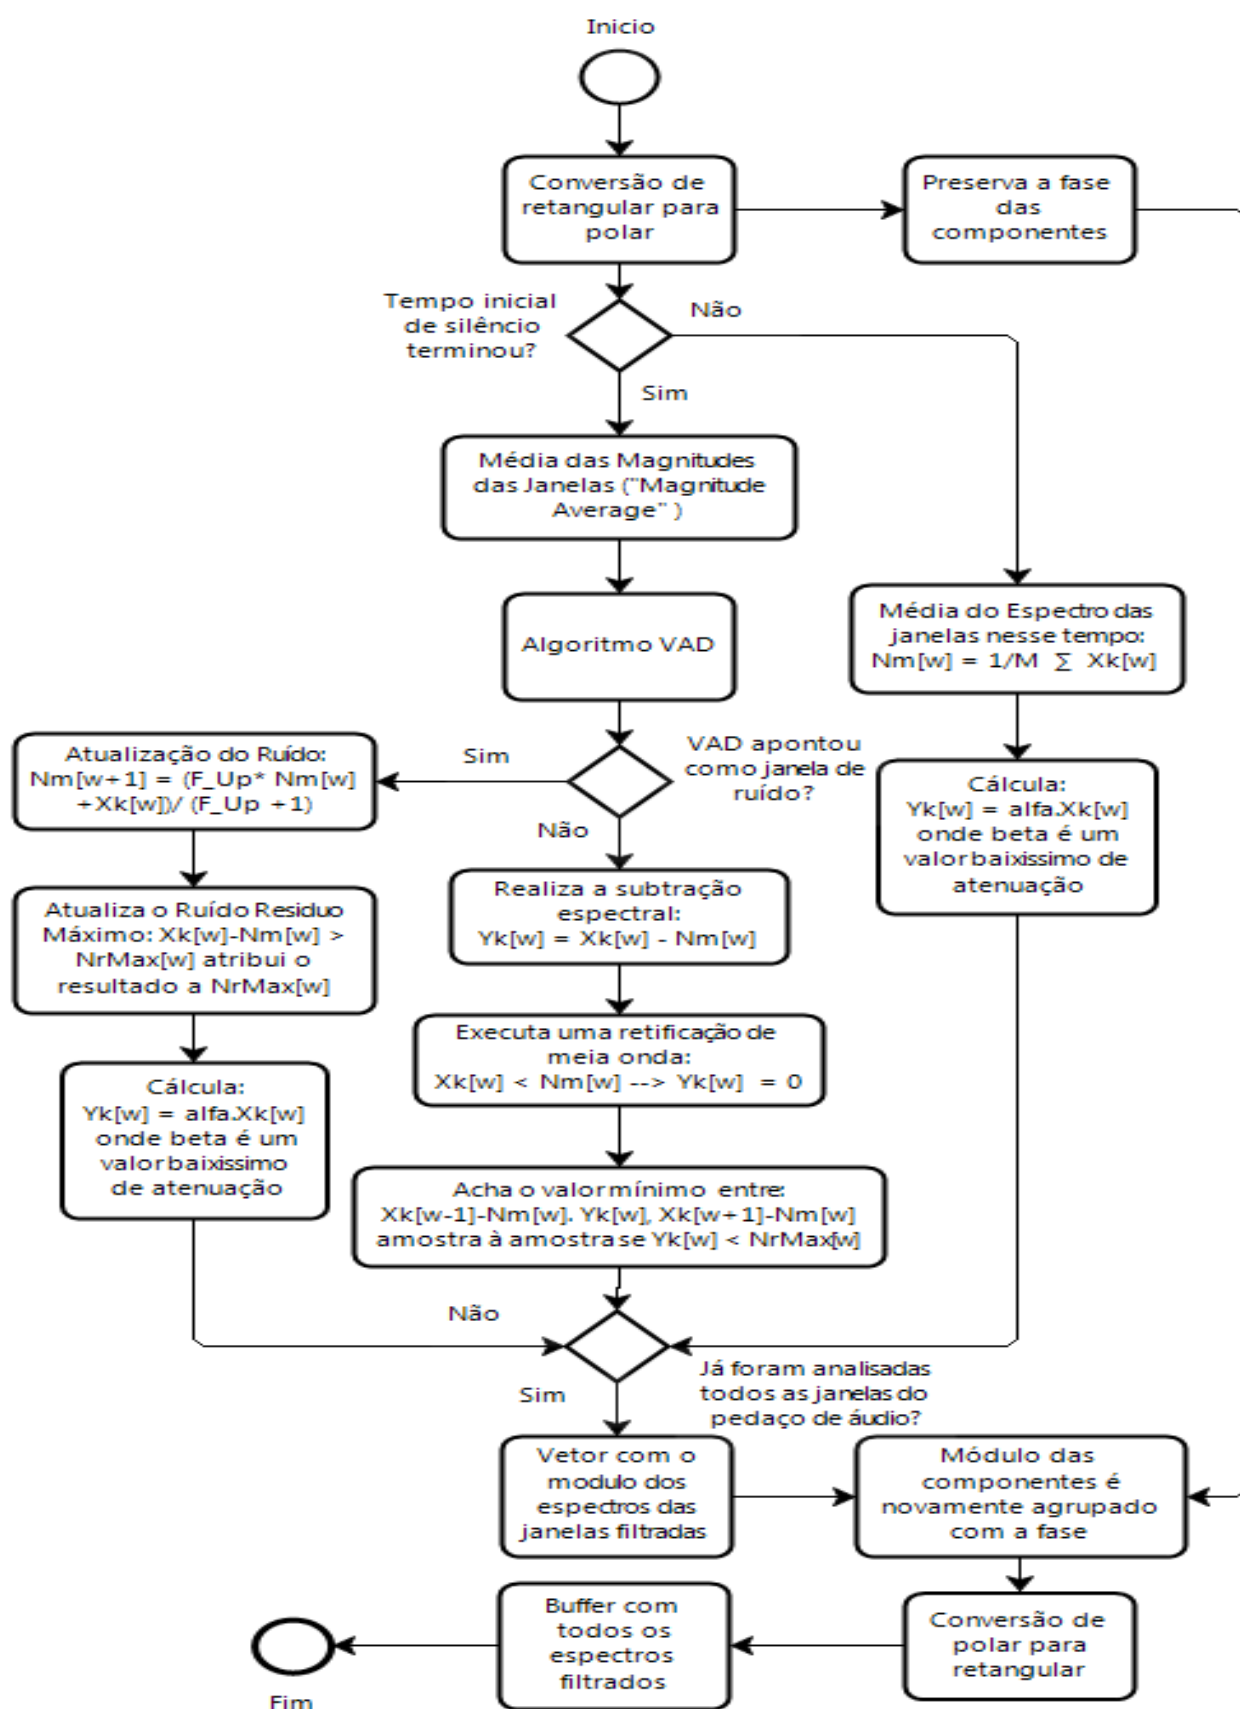 Inicio
Conversão de
retangular para
polar
Preserva a fase
das
componentes
Tempo inicial
de silêncio
terminou?
Não
Sim
Média das Magnitudes
das Janelas ("Magnitude
Average" )
Algoritmo VAD
Média do Espectro das
janelas nesse tempo:
Nm[w] = 1/M ∑ Xk[w]
Atualização do Ruído:
Nm[w+1] = (F_Up* Nm[w]
+Xk[w])/ (F_Up +1)
Sim
VAD apontou
como janela de
ruído?
Não
Cálcula:
Yk[w] = alfa.Xk[w]
onde beta é um
valor baixissimo de
atenuação
Atualiza o Ruído Residuo
Máximo: Xk[w]-Nm[w] >
NrMax[w] atribui o
resultado a NrMax[w]
Realiza a subtração
espectral:
Yk[w] = Xk[w] - Nm[w]
Executa uma retificação de
meia onda:
Xk[w] < Nm[w] --> Yk[w] = 0
Cálcula:
Yk[w] = alfa.Xk[w]
onde beta é um
valor baixissimo
de atenuação
Acha o valor mínimo entre:
Xk[w-1]-Nm[w]. Yk[w], Xk[w+1]-Nm[w]
amostra à amostra se Yk[w] < NrMax[w]
Não
Sim
Já foram analisadas
todos as janelas do
pedaço de áudio?
Vetor com o
modulo dos
espectros das
janelas filtradas
Módulo das
componentes é
novamente agrupado
com a fase
Conversão de
polar para
retangular
Buffer com
todos os
espectros
filtrados
Fim